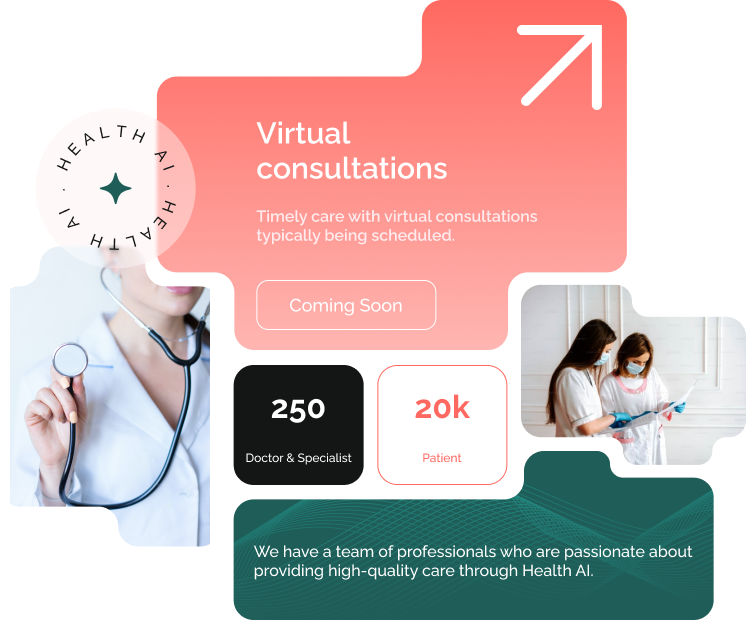 HEALTH AI · HEALTH AI ·
Virtual
consultations
Timely care with virtual consultations
typically being scheduled.
Coming Soon
250
Doctor & Specialist
20k
Patient
We have a team of professionals who are passionate about
providing high-quality care through Health AI.